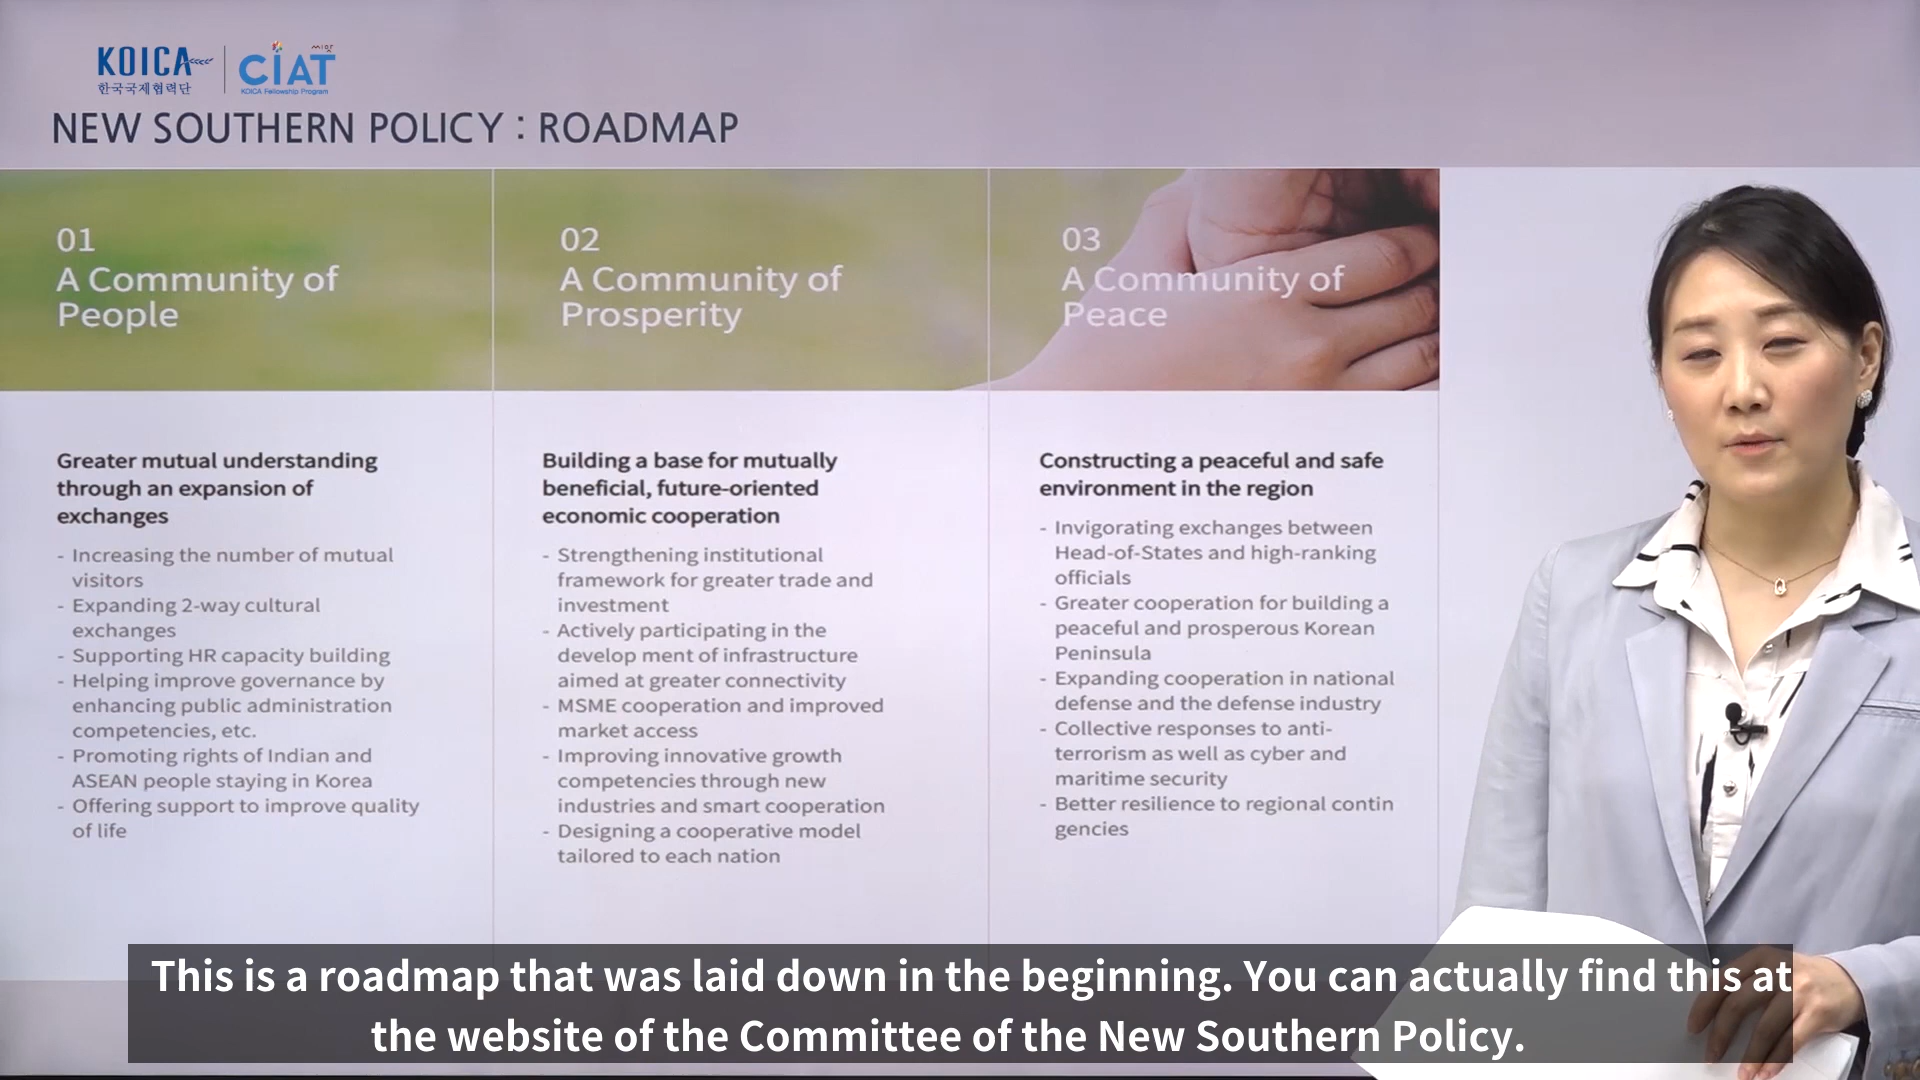 KOICA
한국국제협력단
CIAT
KOICA Fellowship Program
NEW SOUTHERN POLICY : ROADMAP
01
A Community of
People
Greater mutual understanding
through an expansion of
exchanges
- Increasing the number of mutual
visitors
- Expanding 2-way cultural
exchanges
- Supporting HR capacity building
- Helping improve governance by
enhancing public administration
competencies, etc.
- Promoting rights of Indian and
ASEAN people staying in Korea
- Offering support to improve quality
of life
02
A Community of
Prosperity
Building a base for mutually
beneficial, future-oriented
economic cooperation
- Strengthening institutional
framework for greater trade and
investment
- Actively participating in the
develop ment of infrastructure
aimed at greater connectivity
- MSME cooperation and improved
market access
- Improving innovative growth
competencies through new
industries and smart cooperation
- Designing a cooperative model
tailored to each nation
03
A Community of
Peace
Constructing a peaceful and safe
environment in the region
- Invigorating exchanges between
Head-of-States and high-ranking
officials
- Greater cooperation for building a
peaceful and prosperous Korean
Peninsula
- Expanding cooperation in national
defense and the defense industry
- Collective responses to anti-
terrorism as well as cyber and
maritime security
- Better resilience to regional contin
gencies
This is a roadmap that was laid down in the beginning. You can actually find this at
the website of the Committee of the New Southern Policy.